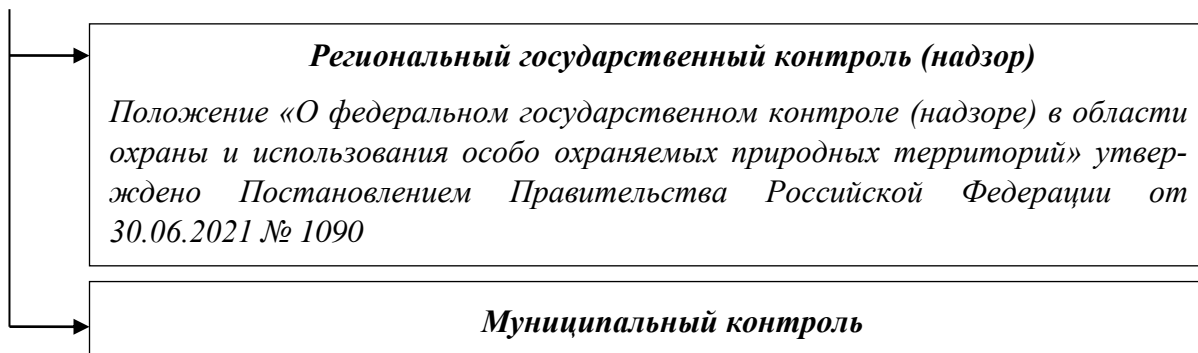 Региональный государственный контроль (надзор)
Положение «О федеральном государственном контроле (надзоре) в области
охраны и использования особо охраняемых природных территорий» утвер-
ждено Постановлением Правительства Российской Федерации от
30.06.2021 № 1090
Муниципальный контроль